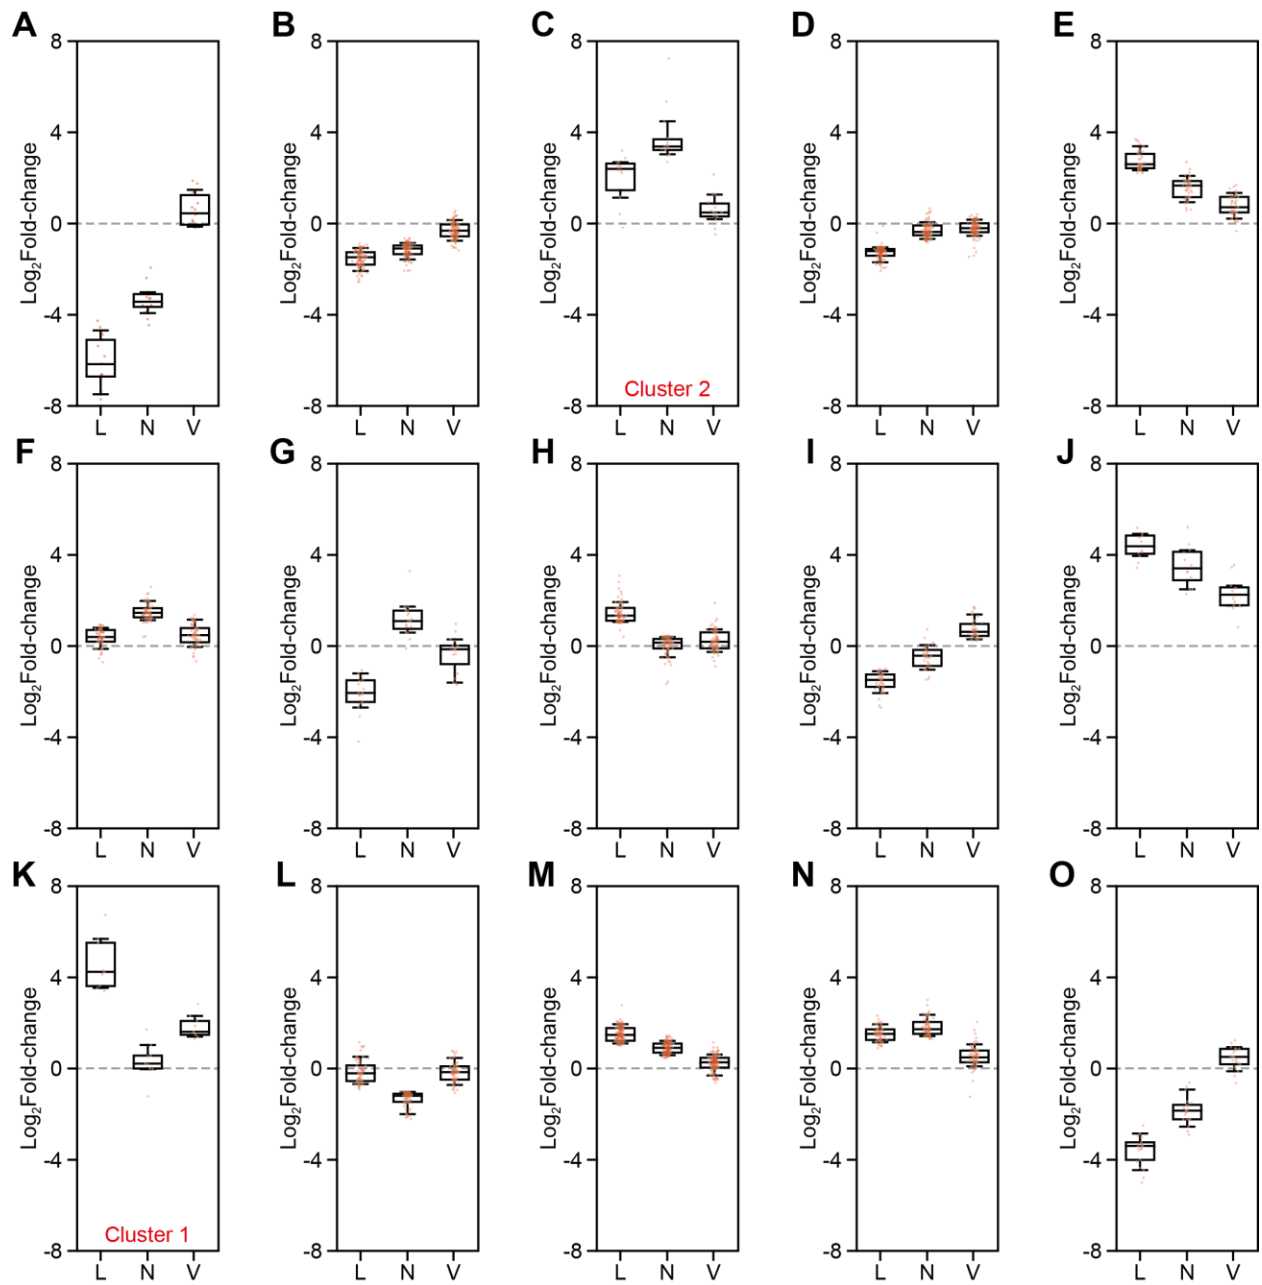 A B C D E
8 8 8 8 8
4 4 4 4 4
0 0 0 0 0
-4 -4 -4 -4 -4
-8 -8 -8 -8 -8
Log2Fold-change Log2Fold-change Log2Fold-change Log2Fold-change Log2Fold-change
Cluster 2
L N V L N V L N V L N V L N V
F G H I J
8 8 8 8 8
4 4 4 4 4
0 0 0 0 0
-4 -4 -4 -4 -4
-8 -8 -8 -8 -8
Log2Fold-change Log2Fold-change Log2Fold-change Log2Fold-change Log2Fold-change
L N V L N V L N V L N V L N V
K L M N O
8 8 8 8 8
4 4 4 4 4
0 0 0 0 0
-4 -4 -4 -4 -4
-8 -8 -8 -8 -8
Log2Fold-change Log2Fold-change Log2Fold-change Log2Fold-change Log2Fold-change
Cluster 1
L N V L N V L N V L N V L N V